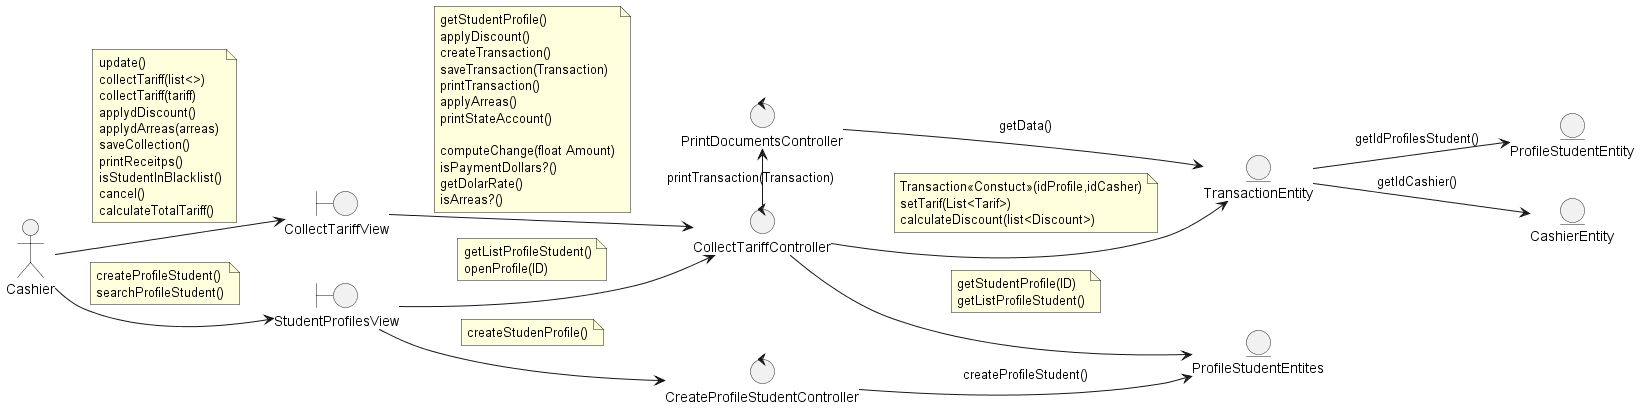 update()
collectTariff(list<>)
collectTariff(tariff)
applydDiscount()
applydArreas(arreas)
saveCollection()
printReceitps()
isStudentInBlacklist()
cancel()
calculateTotalTariff()
getStudentProfile()
applyDiscount()
createTransaction()
saveTransaction(Transaction)
printTransaction()
applyArreas()
printStateAccount()
computeChange(float Amount)
isPaymentDollars?()
getDolarRate()
isArreas?()
PrintDocumentsController
getData()
getIdProfilesStudent()
ProfileStudentEntity
printTransaction(Transaction)
Transaction«Constuct»(idProfile,idCasher)
setTarif(List<Tarif>)
calculateDiscount(list<Discount>)
TransactionEntity
getIdCashier()
CashierEntity
CollectTariffView
CollectTariffController
getListProfileStudent()
openProfile(ID)
Cashier
createProfileStudent()
searchProfileStudent()
getStudentProfile(ID)
getListProfileStudent()
StudentProfilesView
createStudenProfile()
ProfileStudentEntites
createProfileStudent()
CreateProfileStudentController